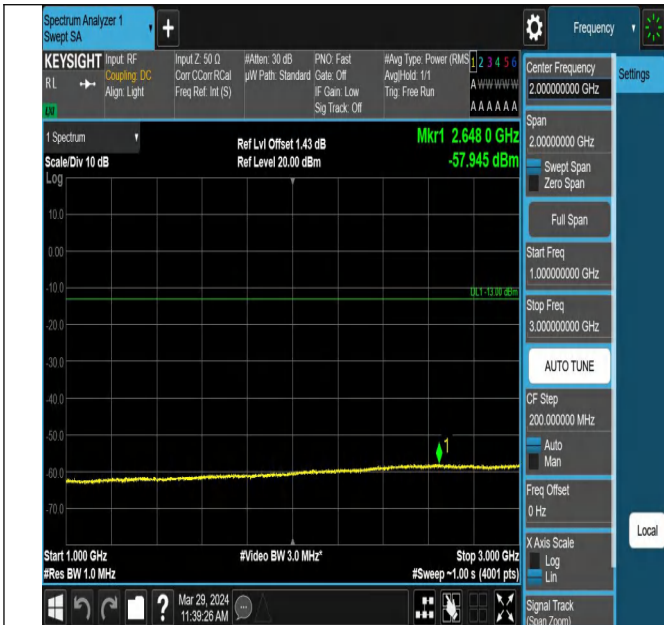 Spectrum Analyzer 1
Swept SA
+
Frequency
KEYSIGHT
RL
LXI
Input: RF
Coupling: DC
Align: Light
Input Z: 50 Ω
Corr CCorr RCal
Freq Ref: Int (S)
#Atten: 30 dB
µW Path: Standard
PNO: Fast
Gate: Off
IF Gain: Low
Sig Track: Off
#Avg Type: Power (RMS
Avg|Hold: 1/1
Trig: Free Run
1 2 3 4 5 6
A W W W W W
A A A A A A
1 Spectrum
Scale/Div 10 dB
Log
Ref Lvl Offset 1.43 dB
Ref Level 20.00 dBm
Mkr1 2.648 0 GHz
-57.945 dBm
10.0
0.00
-10.0
-20.0
-30.0
-40.0
-50.0
-60.0
-70.0
DL1 -13.00 dBm
1
Start 1.000 GHz
#Res BW 1.0 MHz
#Video BW 3.0 MHz*
Stop 3.000 GHz
#Sweep ~1.00 s (4001 pts)
?
Mar 29, 2024
11:39:26 AM
Center Frequency
2.000000000 GHz
Settings
Span
2.00000000 GHz
Swept Span
Zero Span
Full Span
Start Freq
1.000000000 GHz
Stop Freq
3.000000000 GHz
AUTO TUNE
CF Step
200.000000 MHz
Auto
Man
Freq Offset
0 Hz
Local
X Axis Scale
Log
Lin
Signal Track
(Span Zoom)